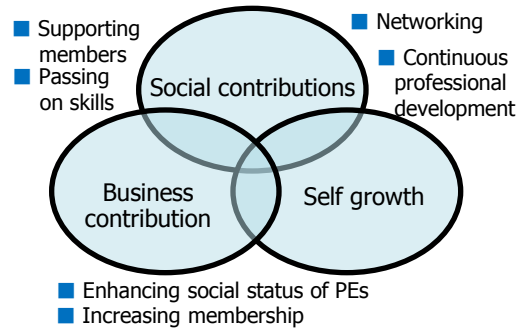 ■ Supporting
members
■ Passing
on skills
■ Networking
■ Continuous
professional
development
Social contributions
Business
contribution
Self growth
■ Enhancing social status of PEs
■ Increasing membership